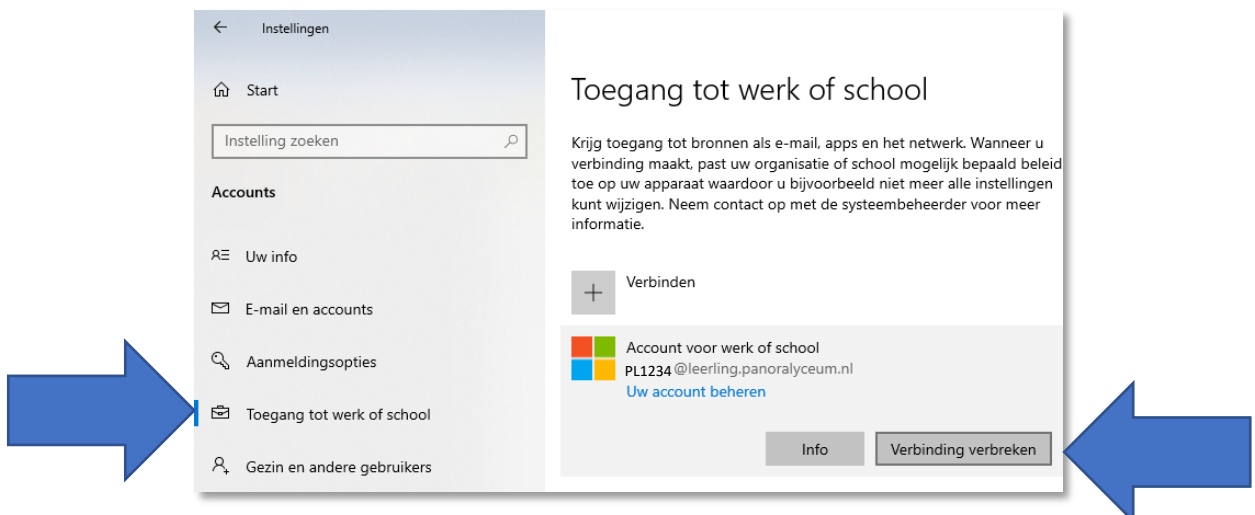 Instellingen
Start
Instelling zoeken
Accounts
Uw info
E-mail en accounts
Aanmeldingsopties
Toegang tot werk of school
Gezin en andere gebruikers
Toegang tot werk of school
Krijg toegang tot bronnen als e-mail, apps en het netwerk. Wanneer u
verbinding maakt, past uw organisatie of school mogelijk bepaald beleid
toe op uw apparaat waardoor u bijvoorbeeld niet meer alle instellingen
kunt wijzigen. Neem contact op met de systeembeheerder voor meer
informatie.
Verbinden
Account voor werk of school
PL1234 @leerling.panoralyceum.nl
Uw account beheren
Info
Verbinding verbreken